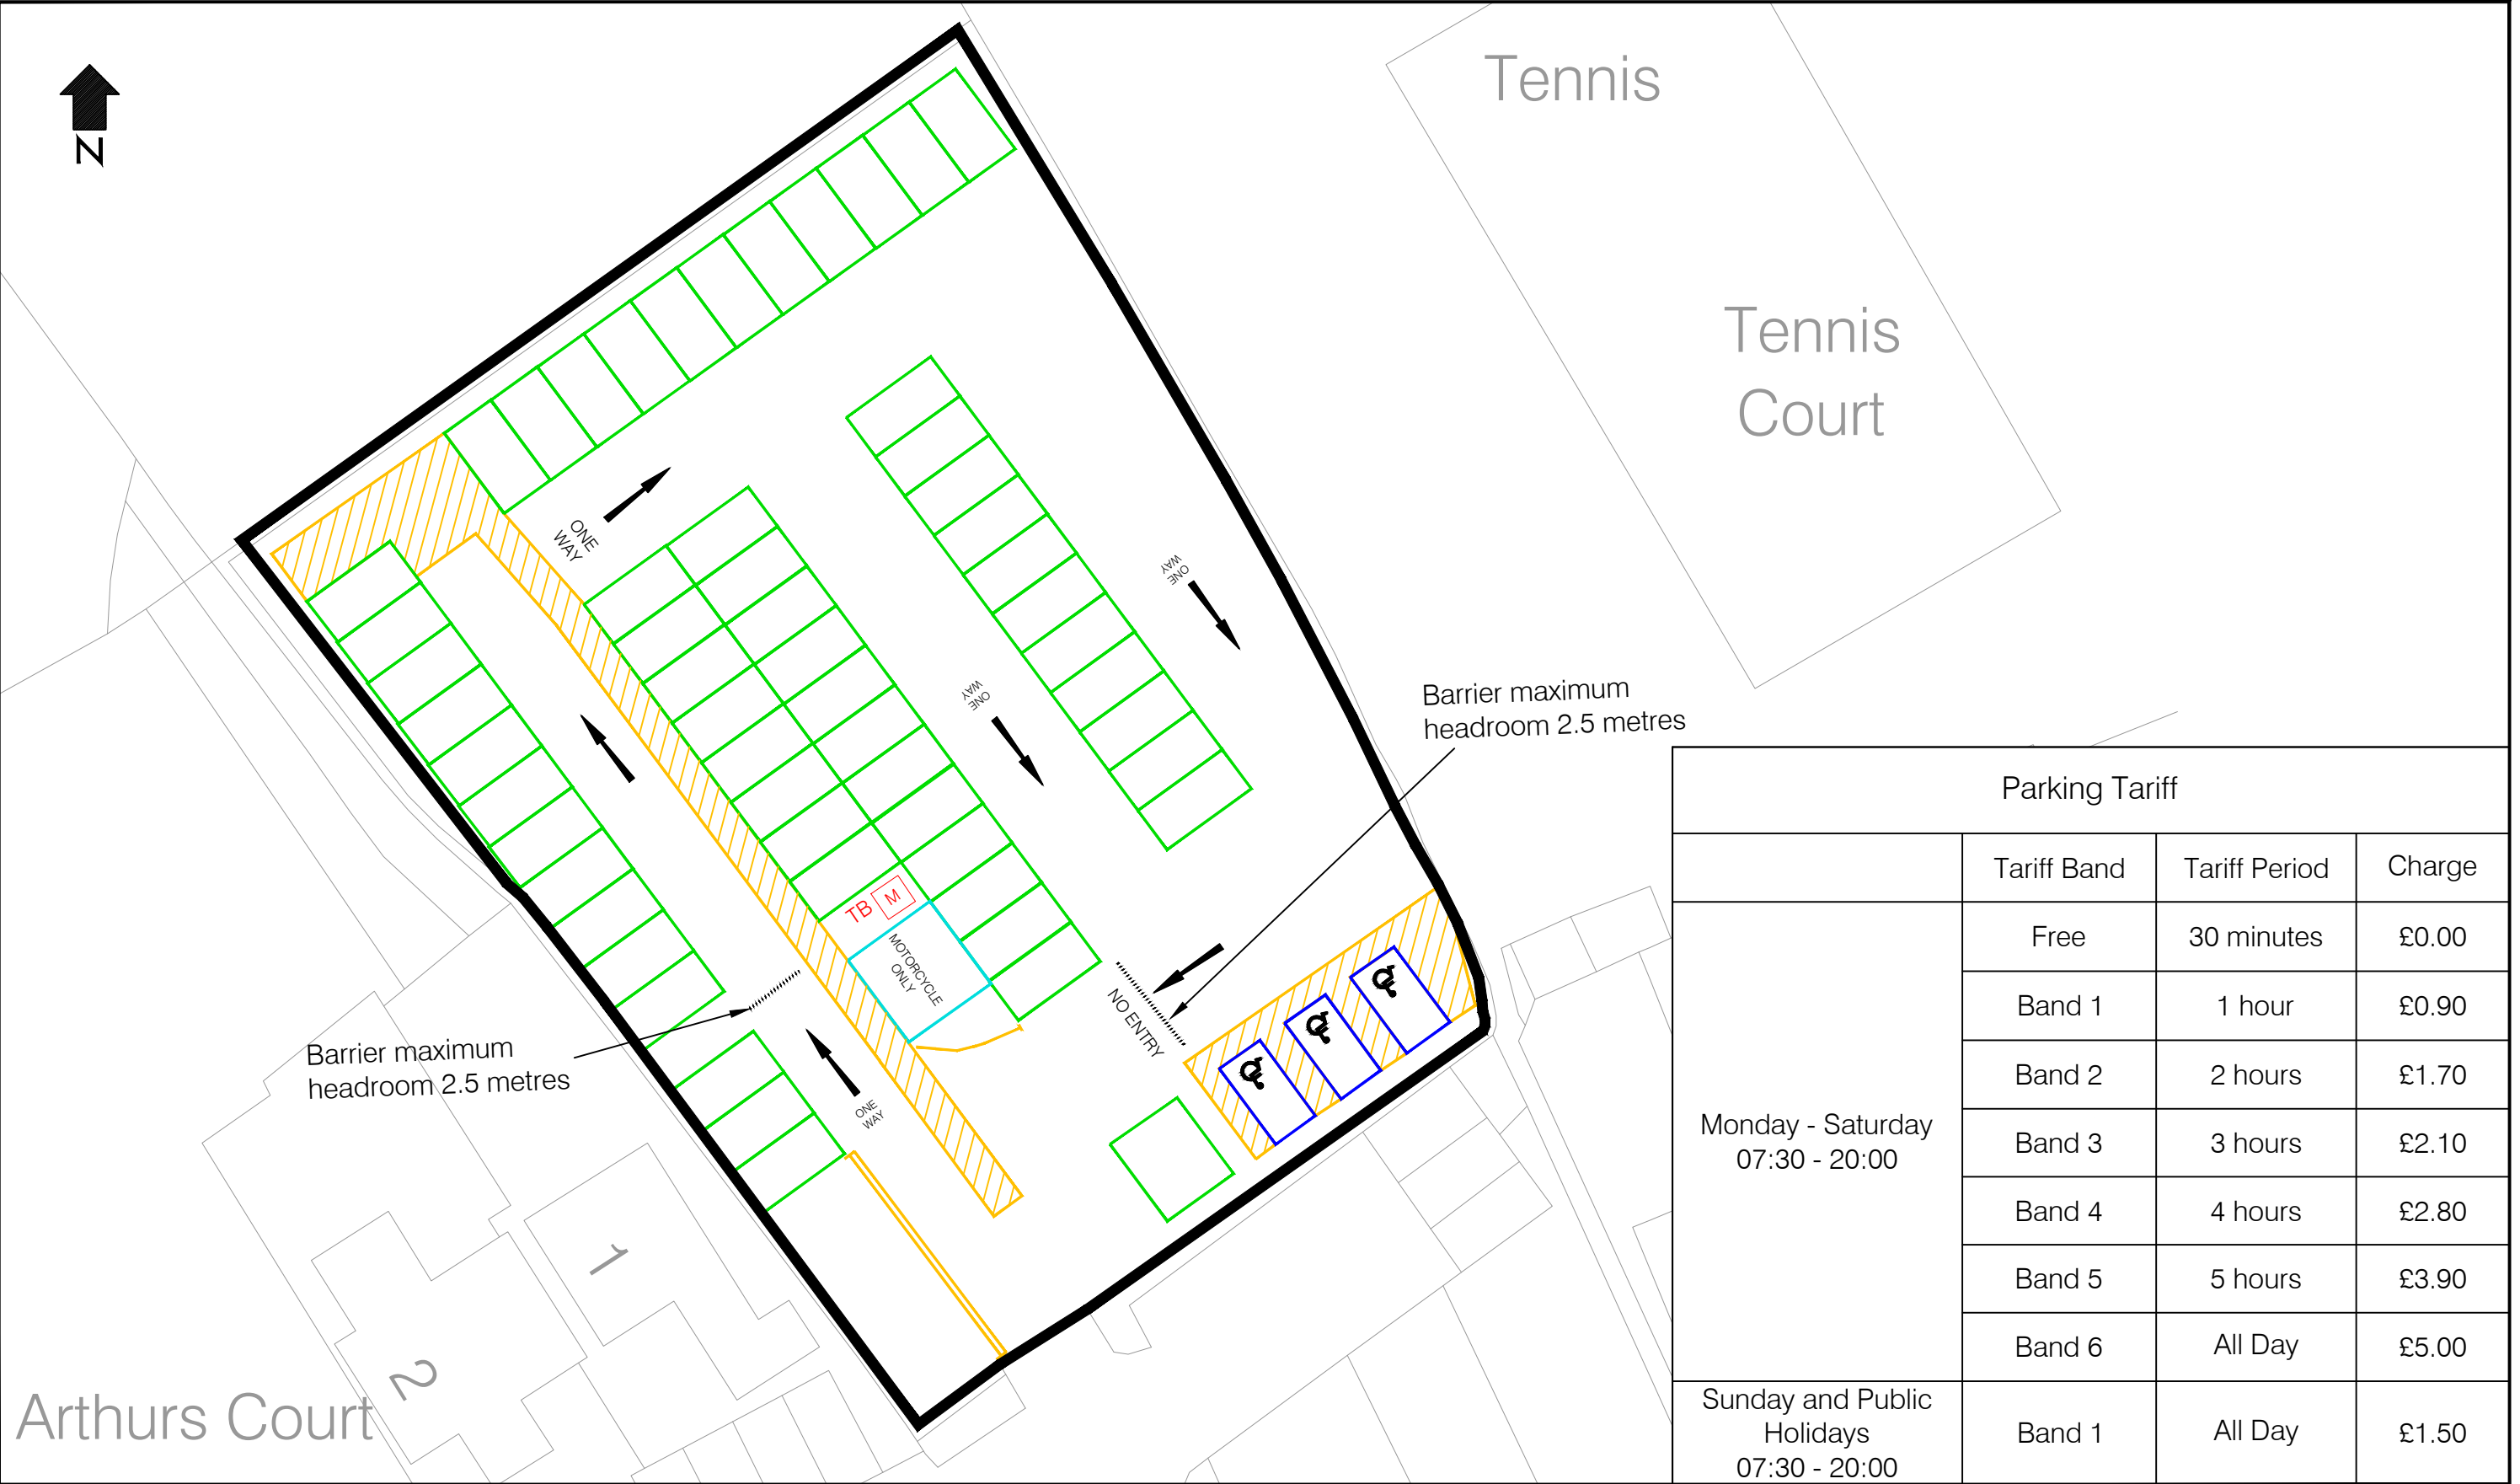 N
Tennis
Tennis
Court
ONE
WAY
ONE
WAY
ONE
WAY
Barrier maximum
headroom 2.5 metres
TB M
MOTORCYCLE
ONLY
NO ENTRY
Barrier maximum
headroom 2.5 metres
ONE
WAY
1
2
Arthurs Court
Parking Tariff
Tariff Band Tariff Period Charge
Monday - Saturday
07:30 - 20:00
Free 30 minutes £0.00
Band 1 1 hour £0.90
Band 2 2 hours £1.70
Band 3 3 hours £2.10
Band 4 4 hours £2.80
Band 5 5 hours £3.90
Band 6 All Day £5.00
Sunday and Public
Holidays
07:30 - 20:00
Band 1 All Day £1.50